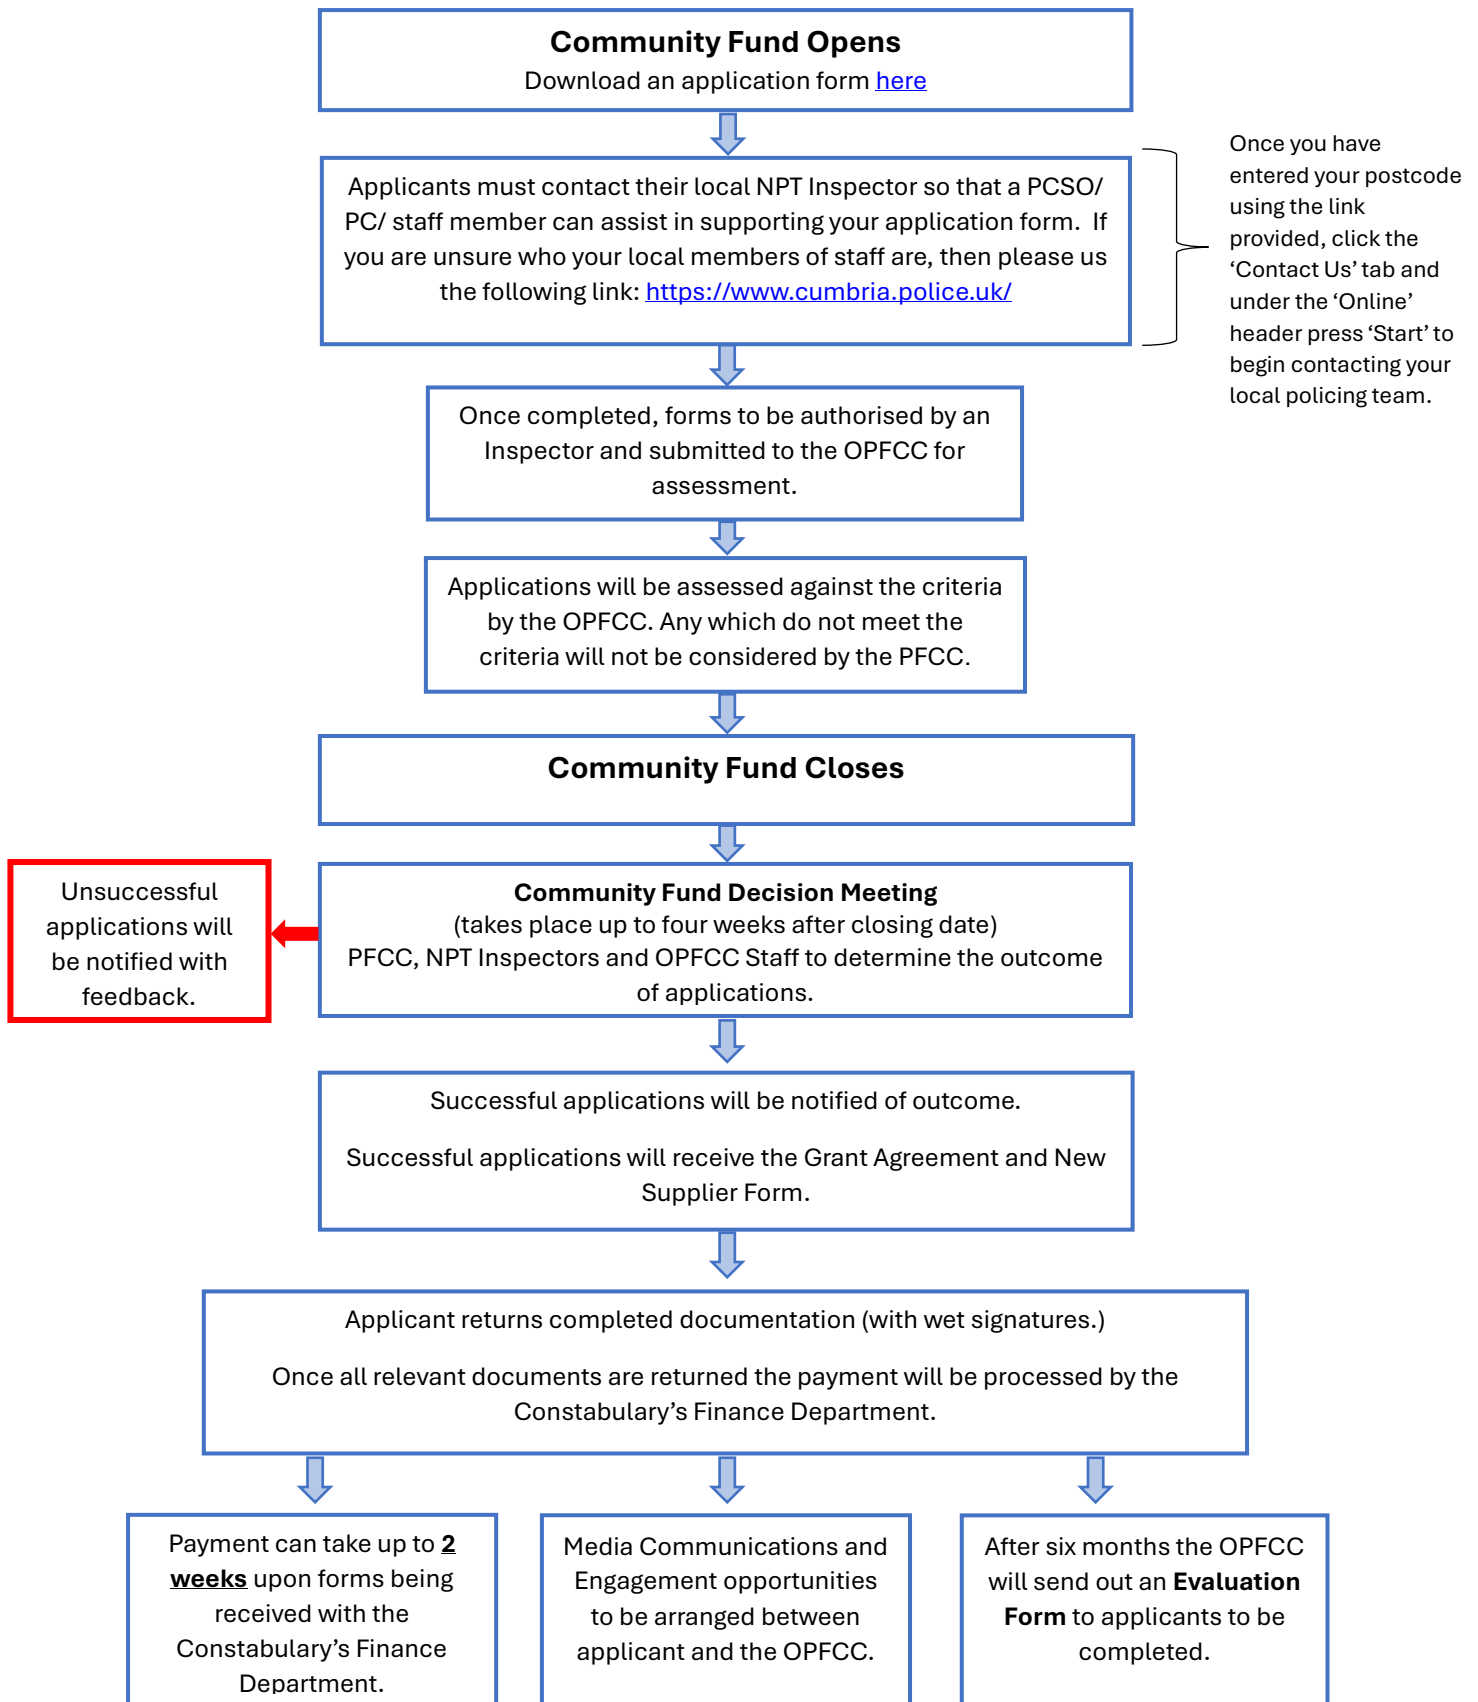 Community Fund Opens
Download an application form here
Applicants must contact their local NPT Inspector so that a PCSO/
PC/ staff member can assist in supporting your application form.  If
you are unsure who your local members of staff are, then please us
the following link: https://www.cumbria.police.uk/
Once you have
entered your postcode
using the link
provided, click the
‘Contact Us’ tab and
under the ‘Online’
header press ‘Start’ to
begin contacting your
local policing team.
Once completed, forms to be authorised by an
Inspector and submitted to the OPFCC for
assessment.
Applications will be assessed against the criteria
by the OPFCC. Any which do not meet the
criteria will not be considered by the PFCC.
Community Fund Closes
Unsuccessful
applications will
be notified with
feedback.
Community Fund Decision Meeting
(takes place up to four weeks after closing date)
PFCC, NPT Inspectors and OPFCC Staff to determine the outcome
of applications.
Successful applications will be notified of outcome.
Successful applications will receive the Grant Agreement and New
Supplier Form.
Applicant returns completed documentation (with wet signatures.)
Once all relevant documents are returned the payment will be processed by the
Constabulary’s Finance Department.
Payment can take up to 2
weeks upon forms being
received with the
Constabulary’s Finance
Department.
Media Communications and
Engagement opportunities
to be arranged between
applicant and the OPFCC.
After six months the OPFCC
will send out an Evaluation
Form to applicants to be
completed.